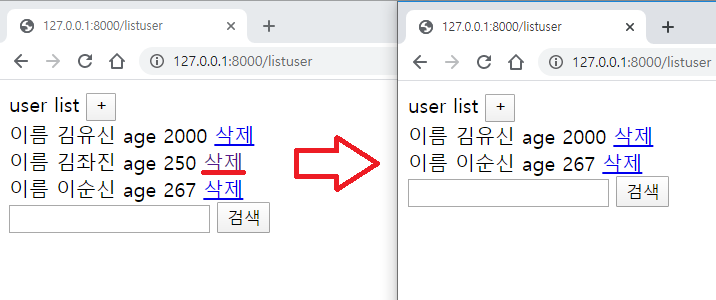 127.0.0.1:8000/listuser
127.0.0.1:8000/listuser
user list +
이름 김유신 age 2000 삭제
이름 김좌진 age 250 삭제
이름 이순신 age 267 삭제
검색
127.0.0.1:8000/listuser
127.0.0.1:8000/listuser
user list +
이름 김유신 age 2000 삭제
이름 이순신 age 267 삭제
검색